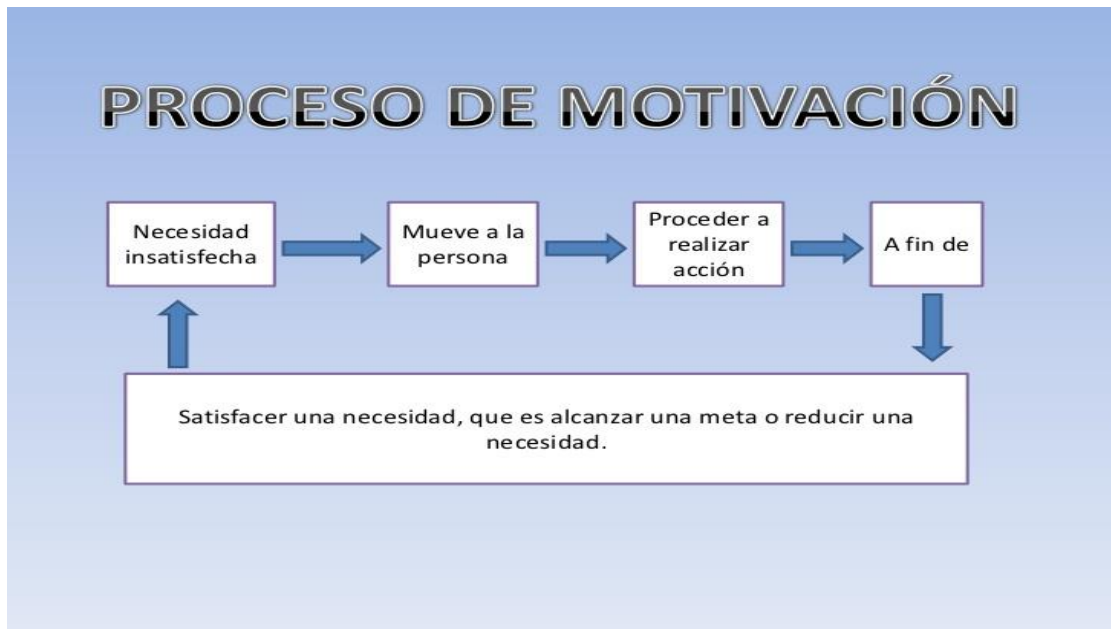 PROCESO DE MOTIVACIÓN
Necesidad
insatisfecha
Mueve a la
persona
Proceder a
realizar
acción
A fin de
Satisfacer una necesidad, que es alcanzar una meta o reducir una
necesidad.